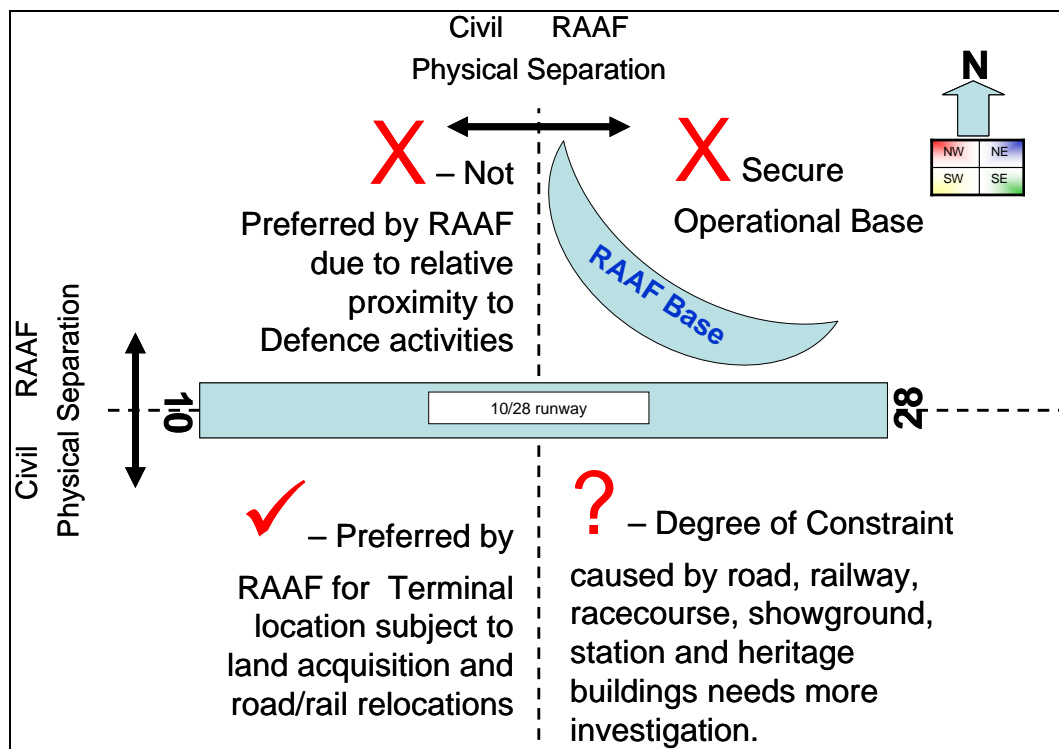 Civil RAAF
Physical Separation
N
NW NE
SW SE
X – Not
Preferred by RAAF
due to relative
proximity to
Defence activities
X Secure
Operational Base
RAAF Base
Civil RAAF
Physical Separation
10
10/28 runway
28
✓ – Preferred by
RAAF for Terminal
location subject to
land acquisition and
road/rail relocations
? – Degree of Constraint
caused by road, railway,
racecourse, showground,
station and heritage
buildings needs more
investigation.